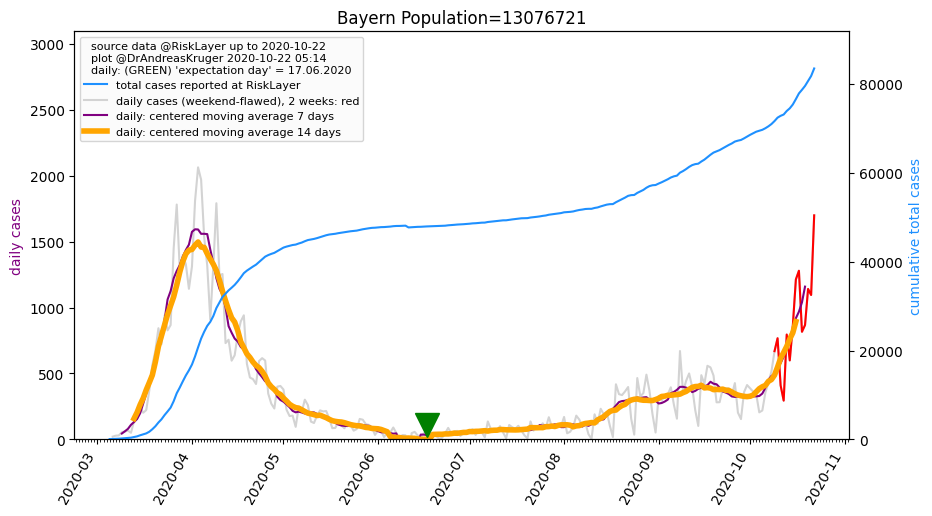 Bayern Population=13076721
source data @RiskLayer up to 2020-10-22
plot @DrAndreasKruger 2020-10-22 05:14
daily: (GREEN) 'expectation day' = 17.06.2020
total cases reported at RiskLayer
daily cases (weekend-flawed), 2 weeks: red
daily: centered moving average 7 days
daily: centered moving average 14 days
daily cases
3000
2500
2000
1500
1000
500
0
cumulative total cases
80000
60000
40000
20000
0
2020-03
2020-04
2020-05
2020-06
2020-07
2020-08
2020-09
2020-10
2020-11